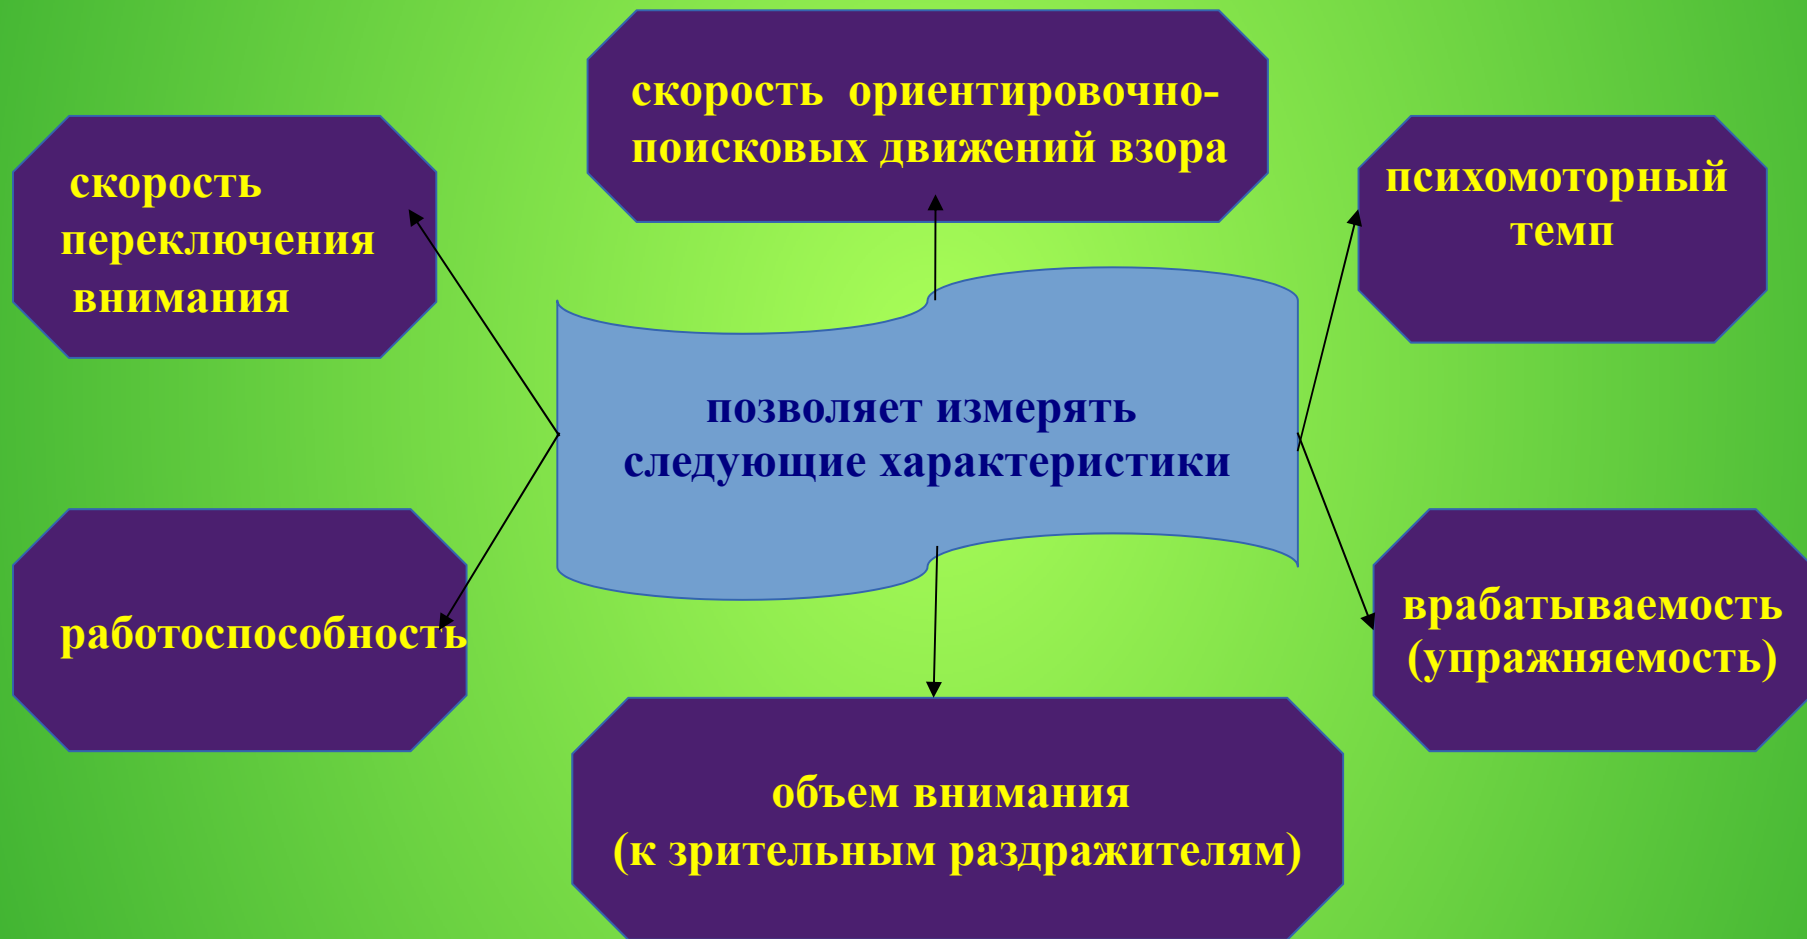 скорость ориентировочно-
поисковых движений взора
скорость
переключения
внимания
психомоторный
темп
позволяет измерять
следующие характеристики
работоспособность
врабатываемость
(упражняемость)
объем внимания
(к зрительным раздражителям)